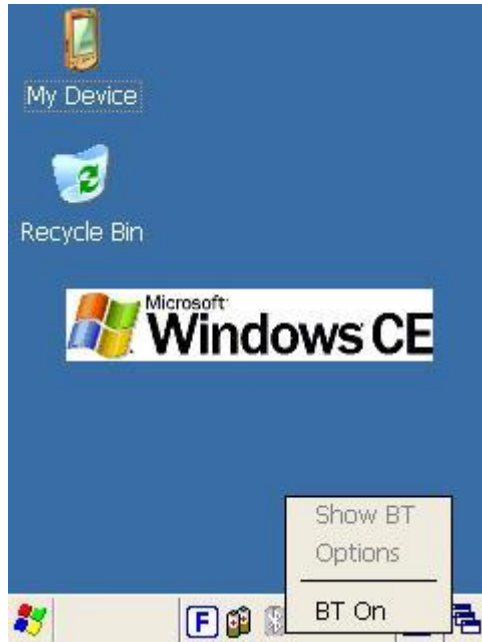 My Device
Recycle Bin
Microsoft
Windows CE
Show BT
Options
BT On
F